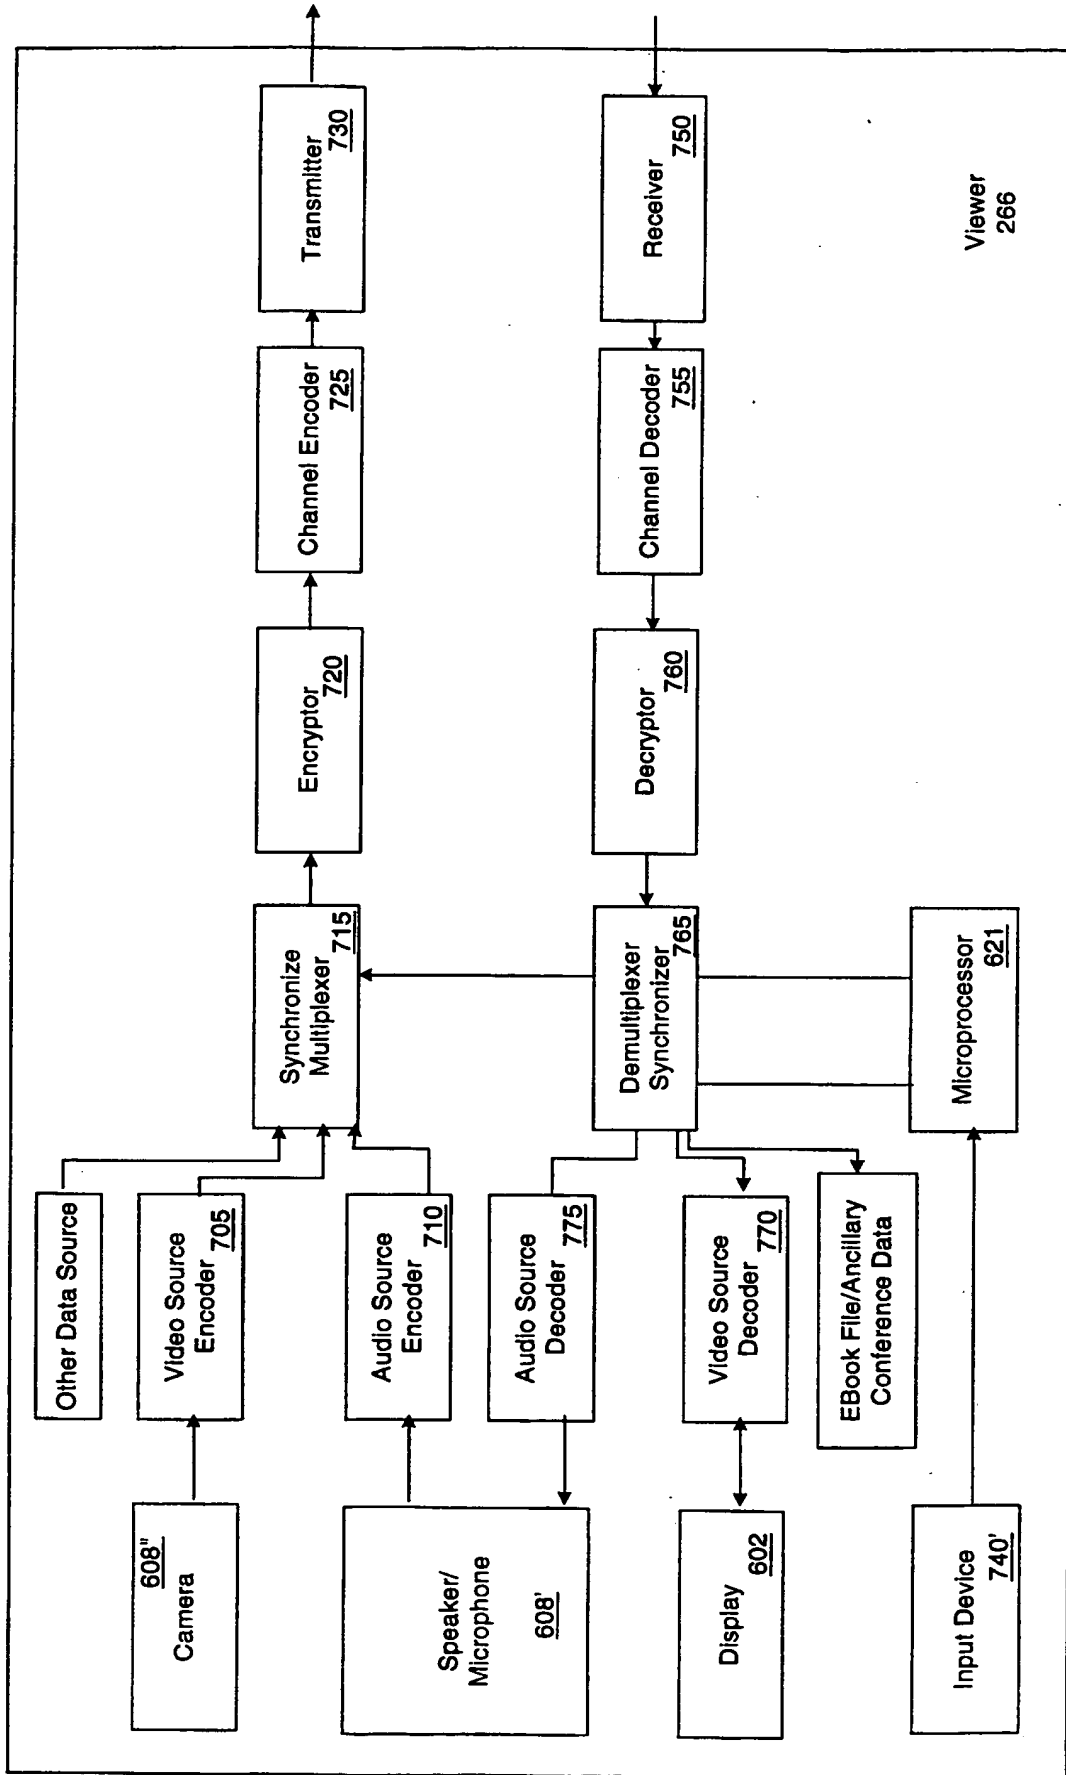 Other Data Source
Camera
608"
Video Source
Encoder
705
Speaker/
Microphone
608'
Audio Source
Encoder
710
Audio Source
Decoder
775
Display
602
Video Source
Decoder
770
EBook File/Ancillary
Conference Data
Input Device
740'
Microprocessor
621
Synchronize
Multiplexer
715
Demultiplexer
Synchronizer
765
Encryptor
720
Decryptor
760
Channel Encoder
725
Channel Decoder
755
Transmitter
730
Receiver
750
Viewer
266